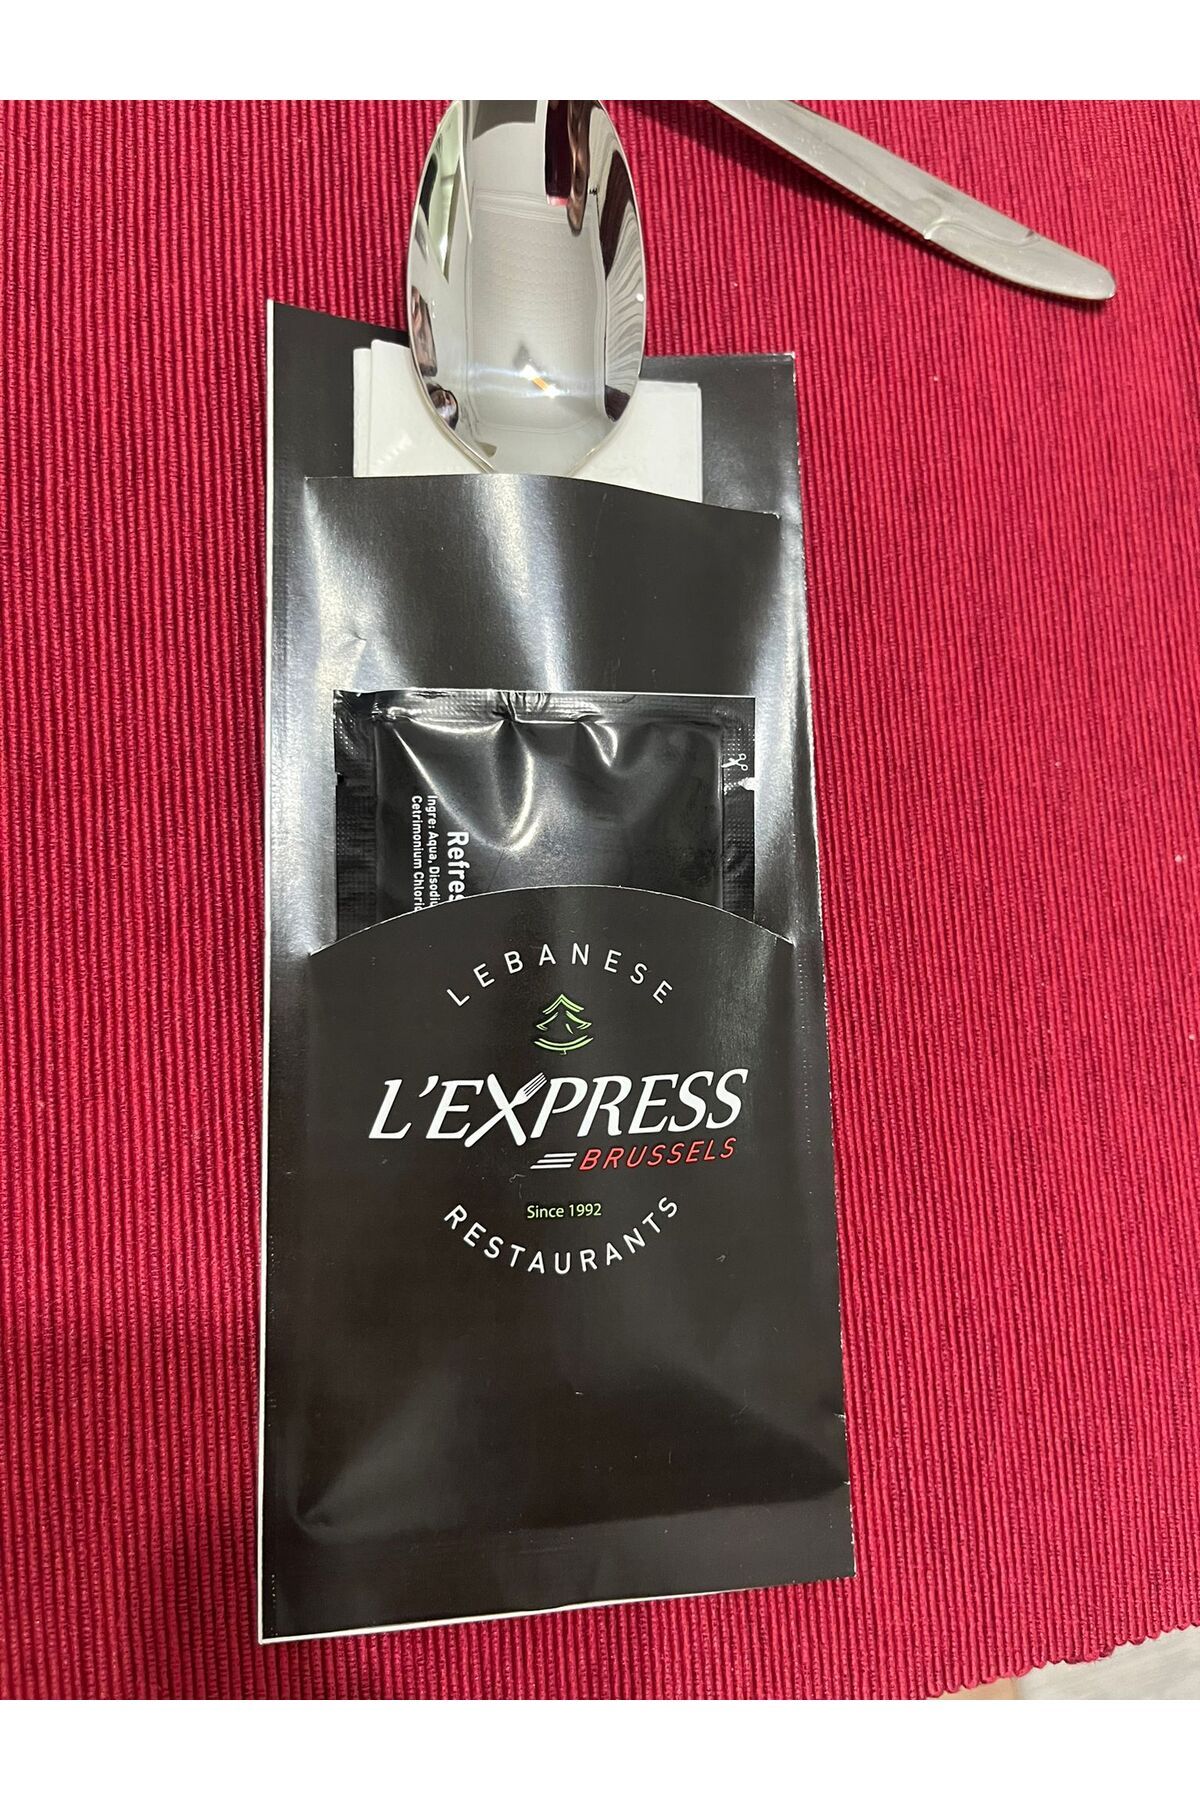 Refres
Ingre: Aqua, Disodiu
Cetrimonium Chlorid
LEBANESE
L'EXPRESS
BRUSSELS
Since 1992
RESTAURANTS